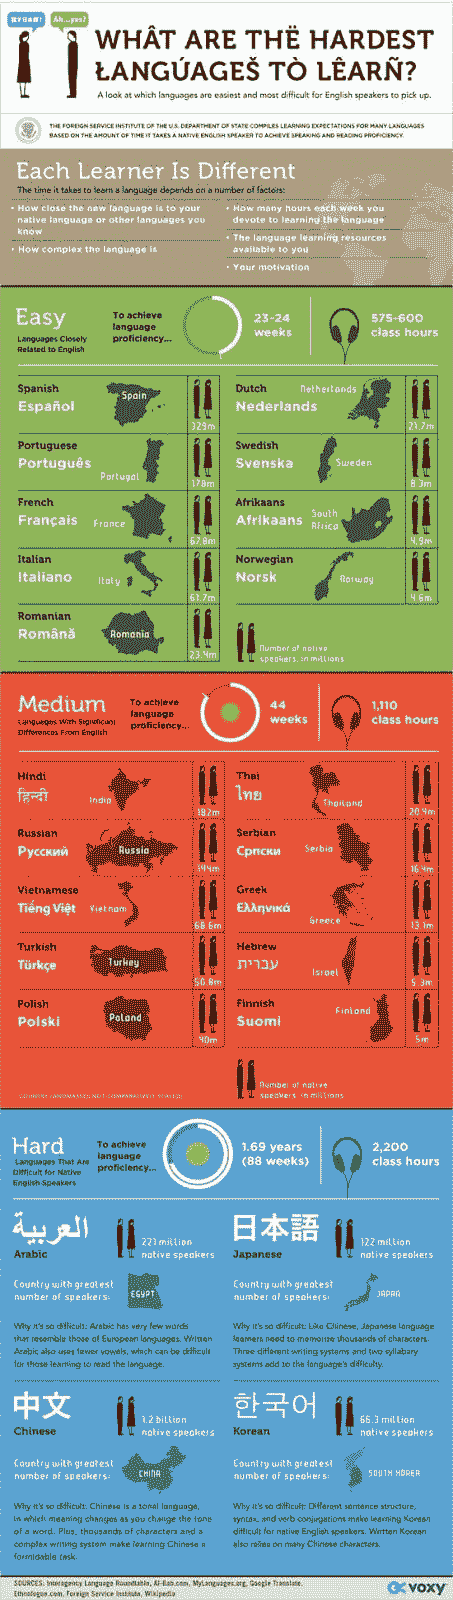 Ah...yes?
WHÂT ARE THË HARDEST
ŁANGÚAGEŠ TÒ LÊARÑ?
A look at which languages are easiest and most difficult for English speakers to pick up.
THE FOREIGN SERVICE INSTITUTE OF THE U.S. DEPARTMENT OF STATE COMPILES LEARNING EXPECTATIONS FOR MANY LANGUAGES
BASED ON THE AMOUNT OF TIME IT TAKES A NATIVE ENGLISH SPEAKER TO ACHIEVE SPEAKING AND READING PROFICIENCY.
Each Learner Is Different
The time it takes to learn a language depends on a number of factors:
• How close the new language is to your
native language or other languages you
know
• How complex the language is
• How many hours each week you
devote to learning the language
• The language learning resources
available to you
• Your motivation
Easy
Languages Closely
Related to English
To achieve
language
proficiency...
23-24
weeks
575-600
class hours
Spanish
Español
Spain
329m
Dutch
Nederlands
Netherlands
21.7m
Portuguese
Português
Portugal
178m
Swedish
Svenska
Sweden
8.3m
French
Français
France
67.8m
Afrikaans
Afrikaans
South
Africa
4.9m
Italian
Italiano
Italy
61.7m
Norwegian
Norsk
Norway
4.6m
Romanian
Română
Romania
23.4m
Number of native
speakers, in millions
Medium
Languages With Significant
Differences From English
To achieve
language
proficiency...
44
weeks
1,110
class hours
Hindi
हिन्दी
India
182m
Thai
ไทย
Thailand
20.4m
Russian
Русский
Russia
144m
Serbian
Српски
Serbia
16.4m
Vietnamese
Tiếng Việt
Vietnam
68.6m
Greek
Ελληνικά
Greece
13.1m
Turkish
Türkçe
Turkey
50.8m
Hebrew
עברית
Israel
5.3m
Polish
Polski
Poland
40m
Finnish
Suomi
Finland
5m
Number of native
speakers, in millions
Hard
Languages That Are
Difficult for Native
English Speakers
To achieve
language
proficiency...
1.69 years
(88 weeks)
2,200
class hours
العربية
Arabic
221 million
native speakers
Country with greatest
number of speakers:
EGYPT
Why it's so difficult: Arabic has very few words
that resemble those of European languages. Written
Arabic also uses fewer vowels, which can be difficult
for those learning to read the language.
日本語
Japanese
122 million
native speakers
Country with greatest
number of speakers:
JAPAN
Why it's so difficult: Like Chinese, Japanese language
learners need to memorize thousands of characters.
Three different writing systems and two syllabary
systems add to the language's difficulty.
中文
Chinese
1.2 billion
native speakers
Country with greatest
number of speakers:
CHINA
Why it's so difficult: Chinese is a tonal language,
in which meaning changes as you change the tone
of a word. Plus, thousands of characters and a
complex writing system make learning Chinese a
formidable task.
한국어
Korean
66.3 million
native speakers
Country with greatest
number of speakers:
SOUTH KOREA
Why it's so difficult: Different sentence structure,
syntax, and verb conjugations make learning Korean
difficult for native English speakers. Written Korean
also relies on many Chinese characters.
SOURCES: Interagency Language Roundtable, Al-Bab.com, MyLanguages.org, Google Translate,
Ethnologue.com, Foreign Service Institute, Wikipedia
voxy